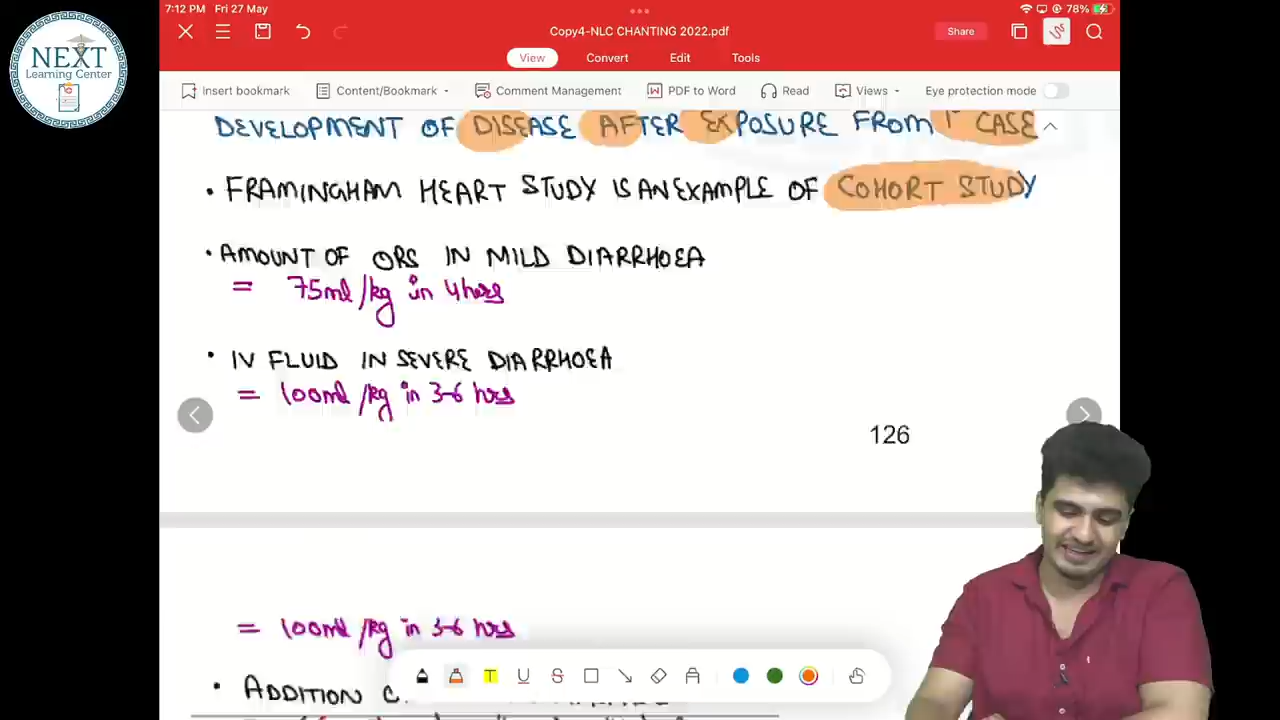 7:12 PM Fri 27 May
78%
NEXT
Learning Center
Copy4-NLC CHANTING 2022.pdf
Share
View Convert Edit Tools
Insert bookmark Content/Bookmark Comment Management PDF to Word Read Views Eye protection mode
DEVELOPMENT OF DISEASE AFTER EXPOSURE FROM 1° CASE
• FRAMINGHAM HEART STUDY IS AN EXAMPLE OF COHORT STUDY
• AMOUNT OF ORS IN MILD DIARRHOEA
= 75ml/kg in 4 hrs
• IV FLUID IN SEVERE DIARRHOEA
= 100ml/kg in 3-6 hrs
126
= 100ml/kg in 3-6 hrs
• ADDITION